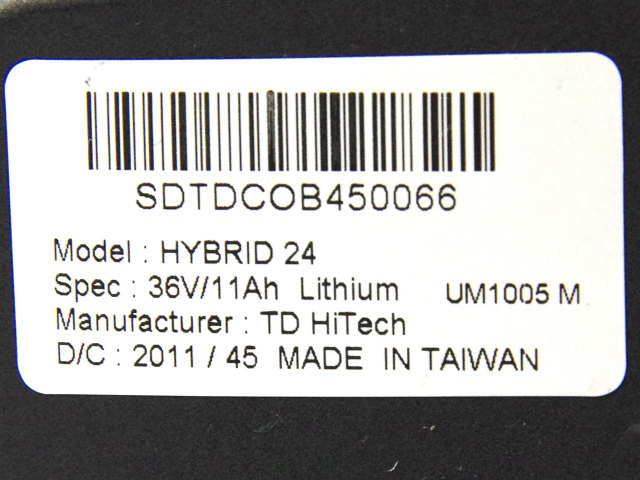 SDTDCOB450066
Model : HYBRID 24
Spec : 36V/11Ah Lithium UM1005 M
Manufacturer : TD HiTech
D/C : 2011 / 45 MADE IN TAIWAN